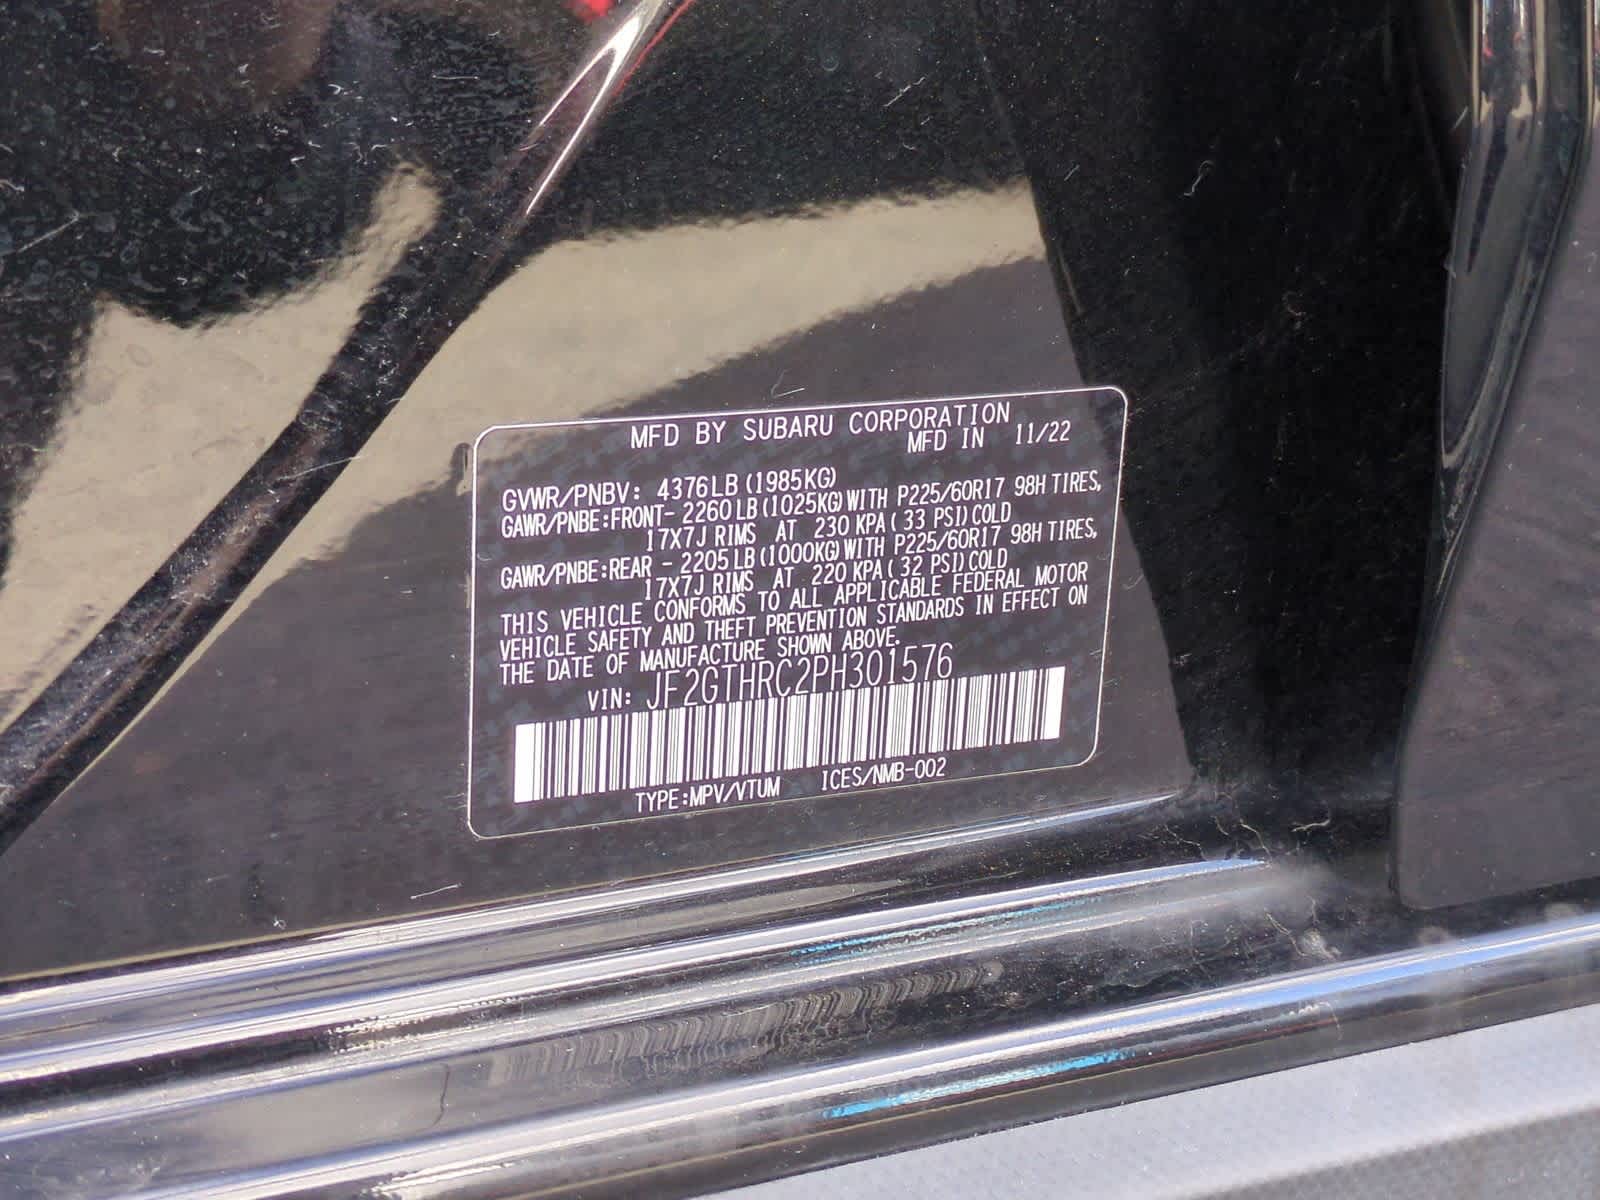 MFD BY SUBARU CORPORATION
MFD IN 11/22
GVWR/PNBV: 4376LB (1985KG)
GAWR/PNBE:FRONT- 2260LB(1025KG)WITH P225/60R17 98H TIRES,
17X7J RIMS AT 230 KPA( 33 PSI)COLD
GAWR/PNBE:REAR - 2205LB(1000KG)WITH P225/60R17 98H TIRES,
17X7J RIMS AT 220 KPA( 32 PSI)COLD
THIS VEHICLE CONFORMS TO ALL APPLICABLE FEDERAL MOTOR
VEHICLE SAFETY AND THEFT PREVENTION STANDARDS IN EFFECT ON
THE DATE OF MANUFACTURE SHOWN ABOVE.
VIN: JF2GTHRC2PH301576
TYPE:MPV/VTUM ICES/NMB-002